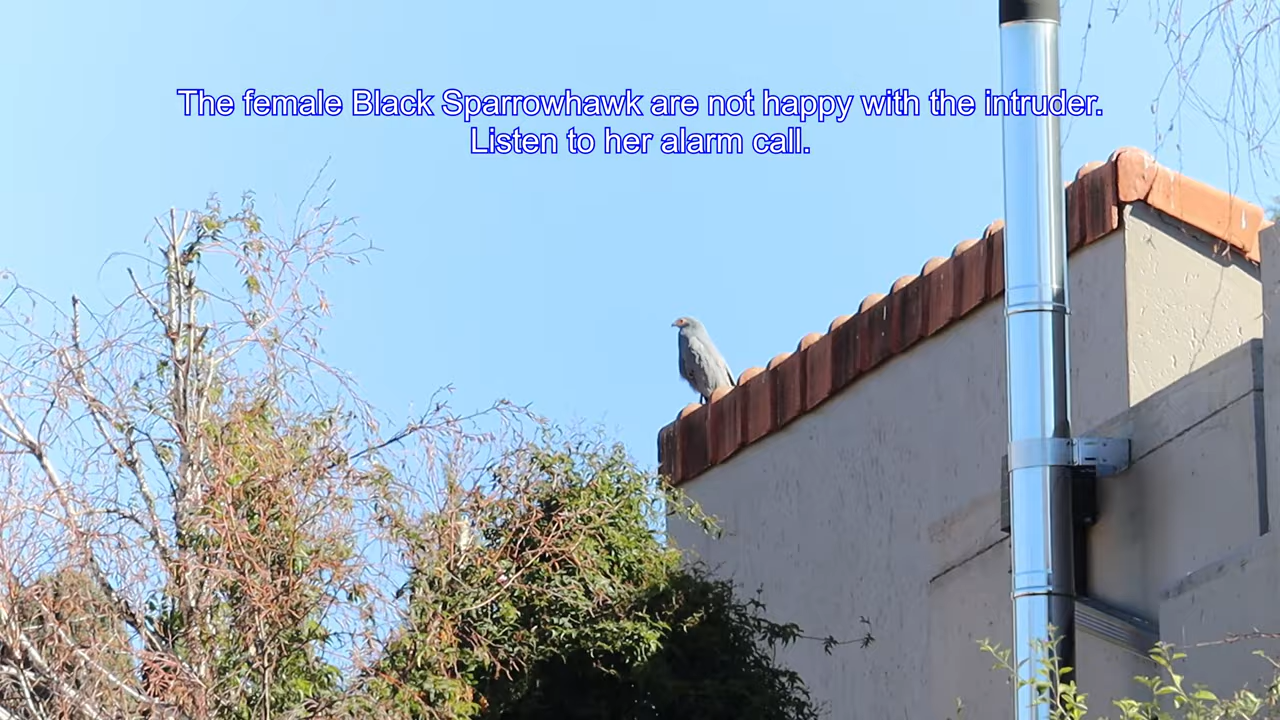 The female Black Sparrowhawk are not happy with the intruder.
Listen to her alarm call.